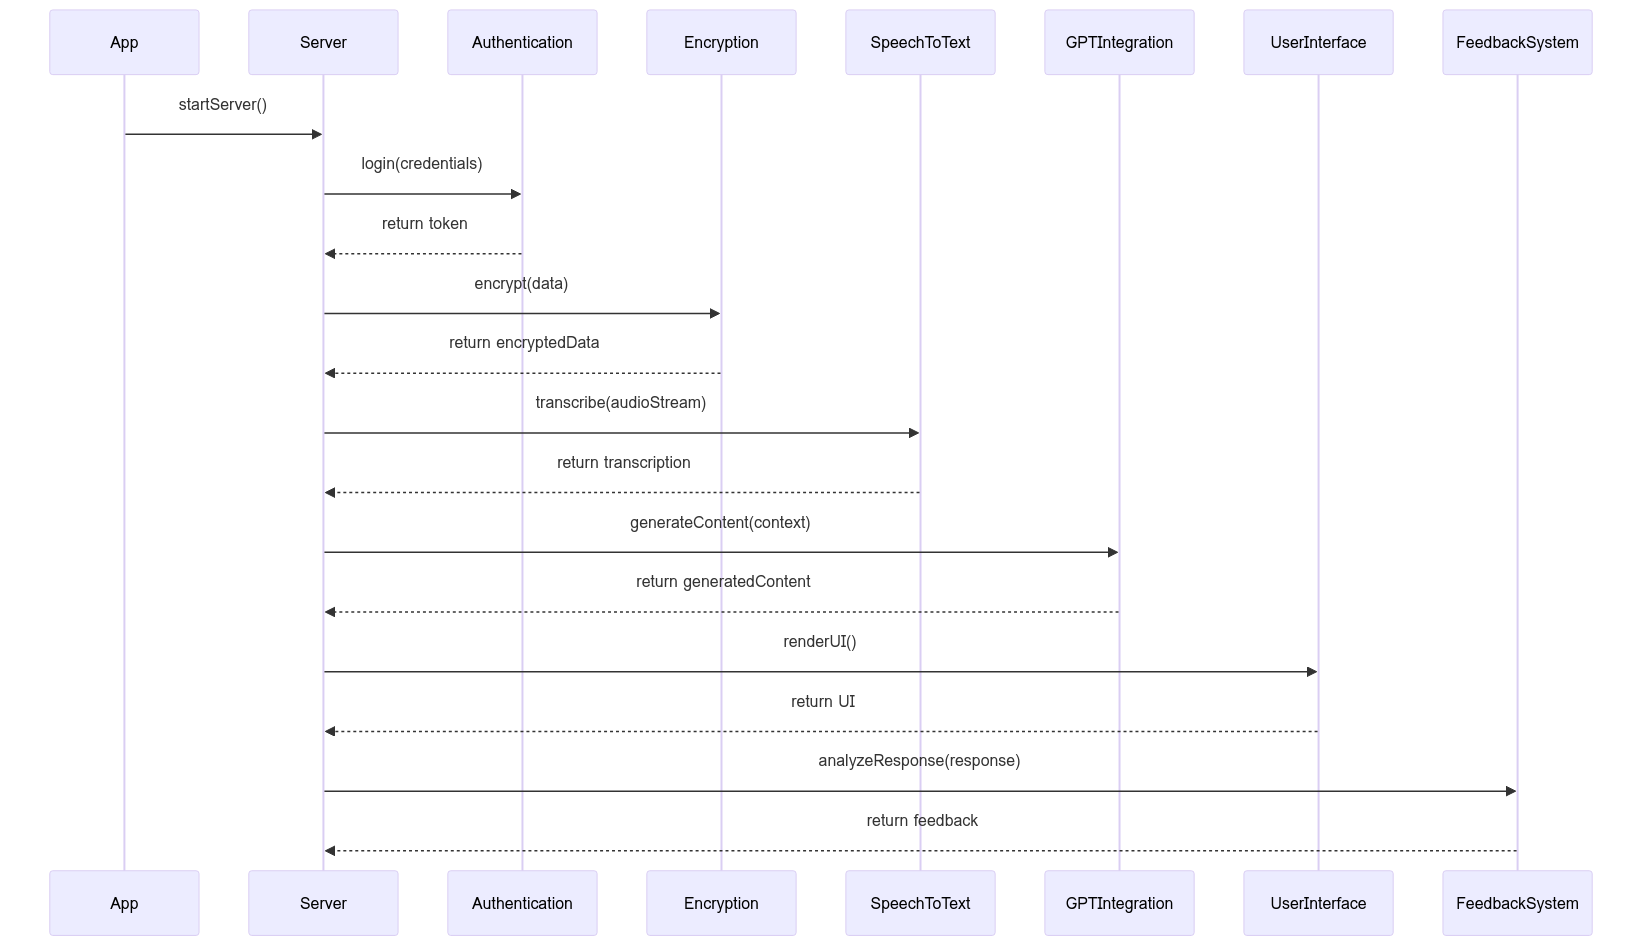 App
Server
Authentication
Encryption
SpeechToText
GPTIntegration
UserInterface
FeedbackSystem
startServer()
login(credentials)
return token
encrypt(data)
return encryptedData
transcribe(audioStream)
return transcription
generateContent(context)
return generatedContent
renderUI()
return UI
analyzeResponse(response)
return feedback
App
Server
Authentication
Encryption
SpeechToText
GPTIntegration
UserInterface
FeedbackSystem